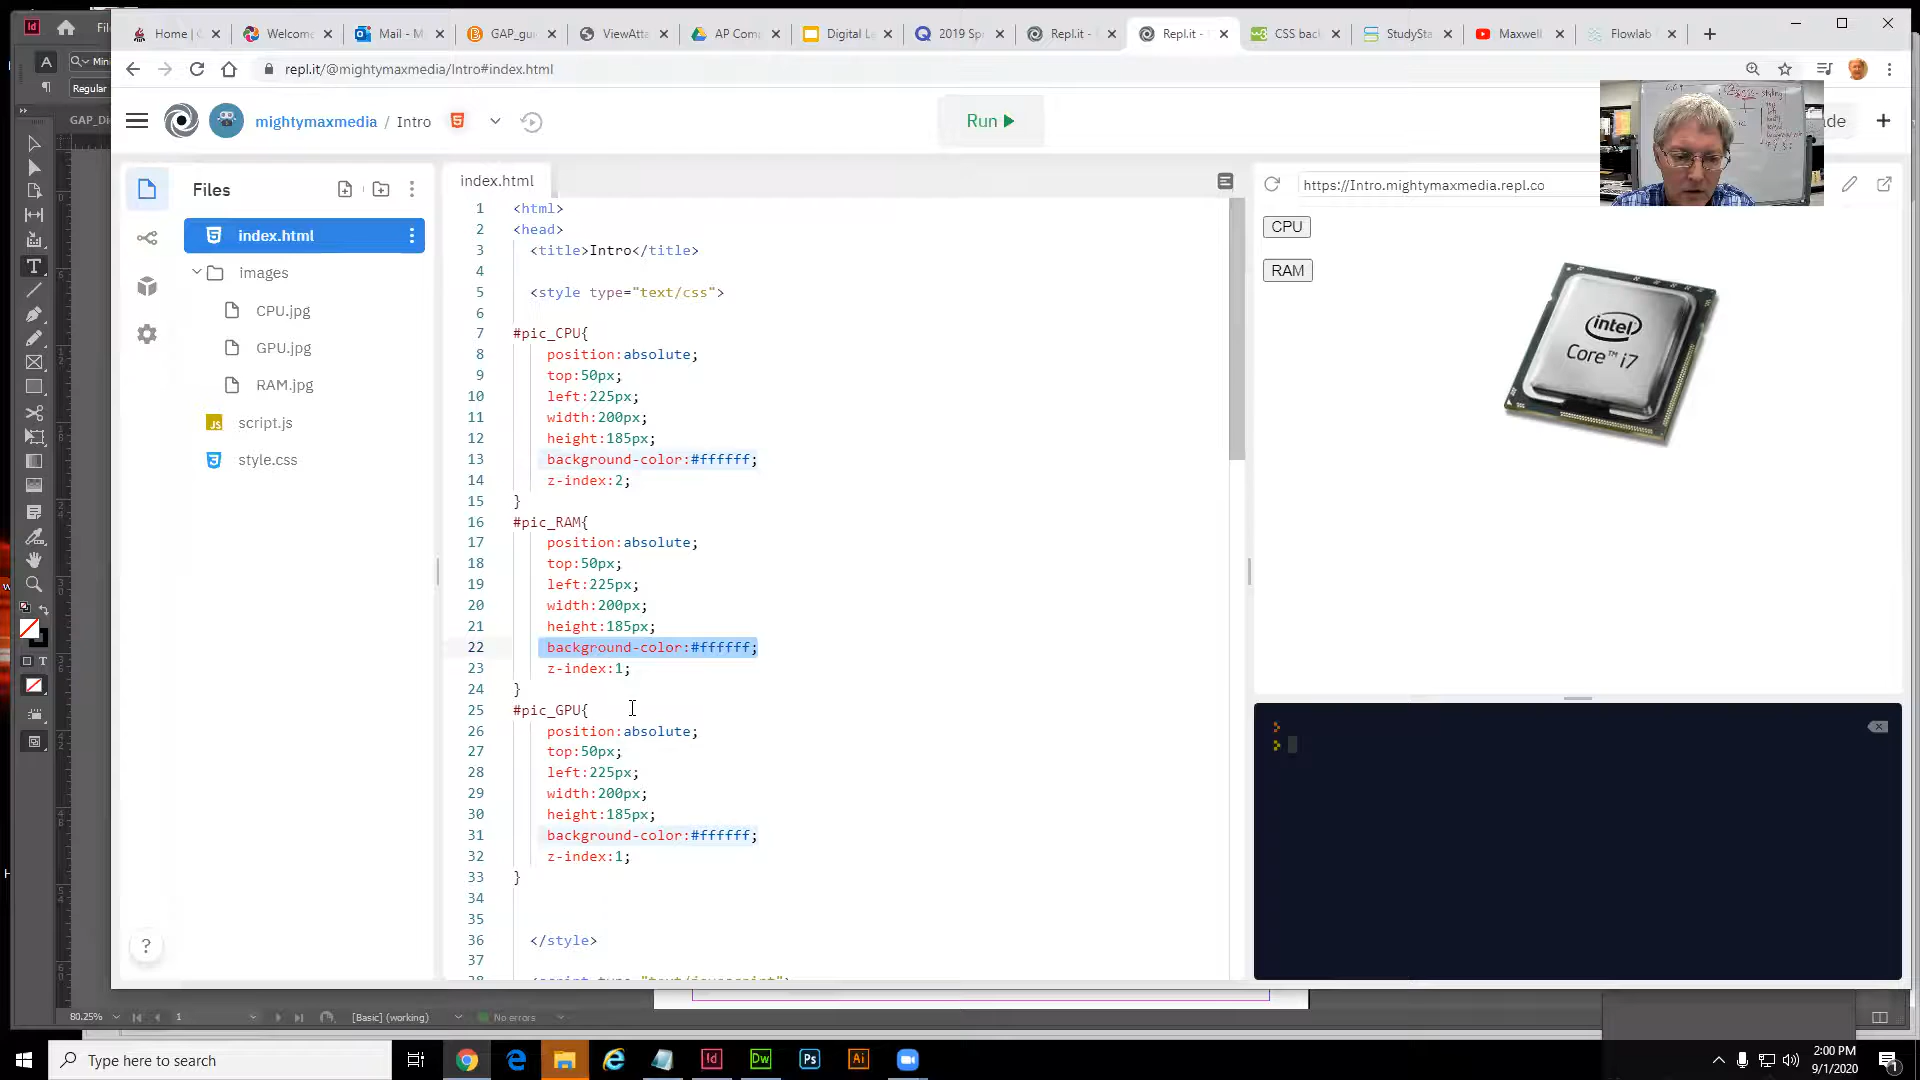 Home | C
Welcome
Mail - M
GAP_gui
ViewAtta
AP Comp
Digital Le
2019 Spr
Repl.it -
Repl.it -
CSS back
StudySta
Maxwell
Flowlab
repl.it/@mightymaxmedia/Intro#index.html
Regular
mightymaxmedia / Intro
Run
Files
index.html
images
CPU.jpg
GPU.jpg
RAM.jpg
script.js
style.css
index.html
1 <html>
2 <head>
3 <title>Intro</title>
4
5 <style type="text/css">
6
7 #pic_CPU{
8 position:absolute;
9 top:50px;
10 left:225px;
11 width:200px;
12 height:185px;
13 background-color:#ffffff;
14 z-index:2;
15 }
16 #pic_RAM{
17 position:absolute;
18 top:50px;
19 left:225px;
20 width:200px;
21 height:185px;
22 background-color:#ffffff;
23 z-index:1;
24 }
25 #pic_GPU{
26 position:absolute;
27 top:50px;
28 left:225px;
29 width:200px;
30 height:185px;
31 background-color:#ffffff;
32 z-index:1;
33 }
34
35
36 </style>
37
https://Intro.mightymaxmedia.repl.co
CPU
RAM
intel
Core™ i7
80.25%
1
[Basic] (working)
No errors
Type here to search
2:00 PM
9/1/2020